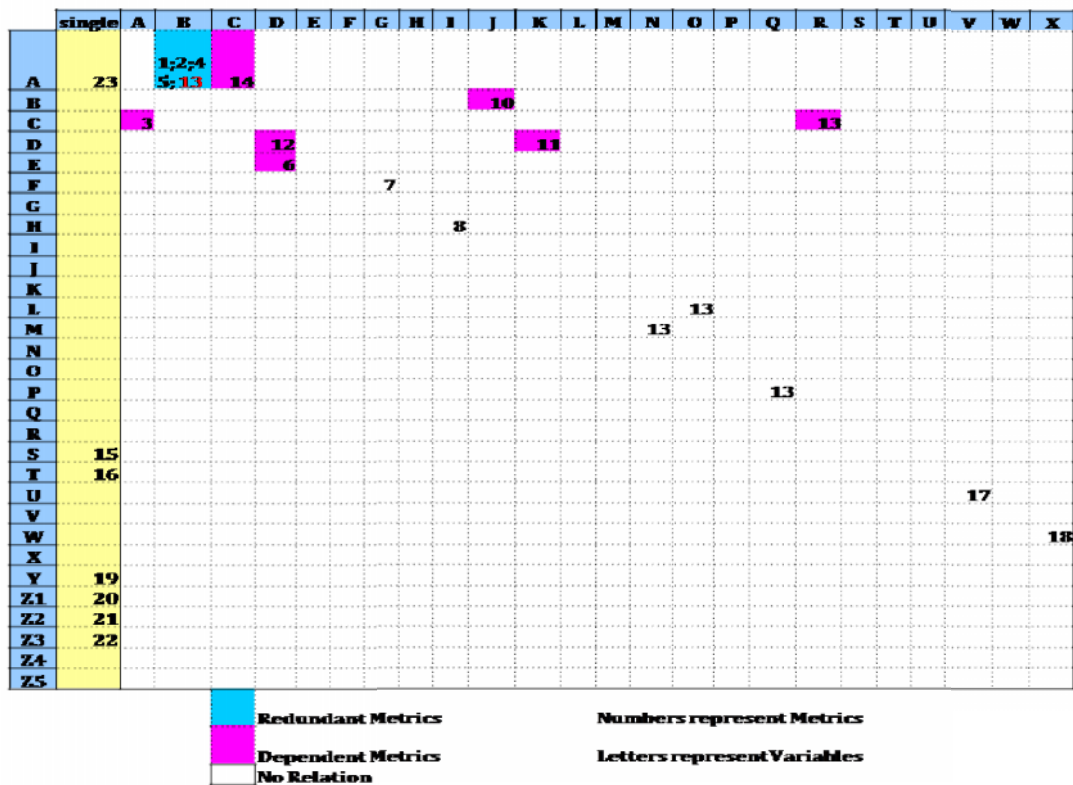 single A B C D E F G H I J K L M N O P Q R S T U V W X
1;2;4
A 23 5; 13 14
B 10
C 3 13
D 12 11
E 6
F 7
G
H 8
I
J
K
L 13
M 13
N
O
P 13
Q
R
S 15
T 16
U 17
V
W 18
X
Y 19
Z1 20
Z2 21
Z3 22
Z4
Z5
Redundant Metrics Numbers represent Metrics
Dependent Metrics Letters represent Variables
No Relation